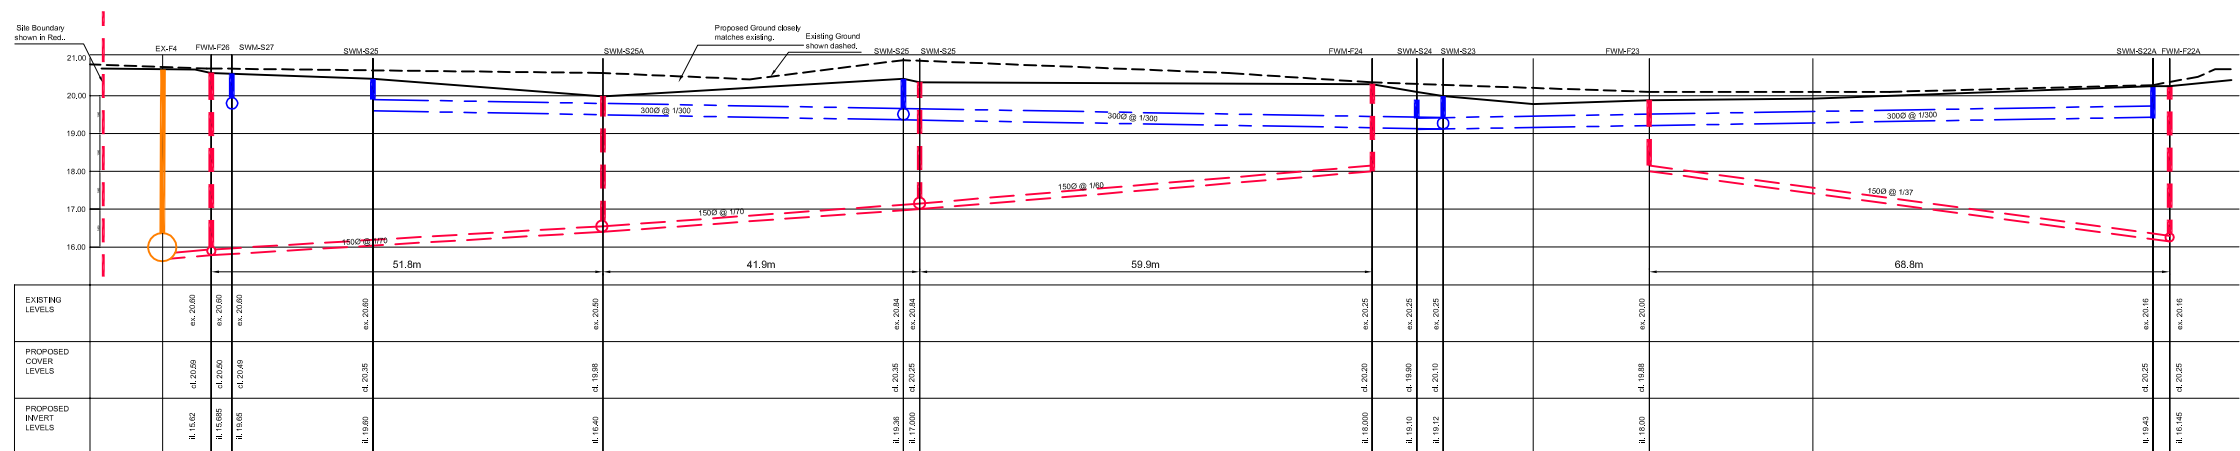 Site Boundary
shown in Red..
EX-F4
FWM-F26
SWM-S27
SWM-S25
SWM-S25A
Proposed Ground closely
matches existing.
Existing Ground
shown dashed.
SWM-S25
SWM-S25
FWM-F24
SWM-S24
SWM-S23
FWM-F23
SWM-S22A
FWM-F22A
21.00
20.00
19.00
18.00
17.00
16.00
300Ø @ 1/300
300Ø @ 1/300
300Ø @ 1/300
150Ø @ 1/70
150Ø @ 1/70
150Ø @ 1/60
150Ø @ 1/37
51.8m
41.9m
59.9m
68.8m
EXISTING
LEVELS
ex. 20.60
ex. 20.60
ex. 20.60
ex. 20.60
ex. 20.50
ex. 20.84
ex. 20.84
ex. 20.25
ex. 20.25
ex. 20.25
ex. 20.00
ex. 20.16
ex. 20.16
PROPOSED
COVER
LEVELS
cl. 20.59
cl. 20.50
cl. 20.49
cl. 20.35
cl. 19.98
cl. 20.35
cl. 20.25
cl. 20.20
cl. 19.90
cl. 20.10
cl. 19.88
cl. 20.25
cl. 20.25
PROPOSED
INVERT
LEVELS
il. 15.62
il. 15.685
il. 19.65
il. 19.60
il. 16.40
il. 19.36
il. 17.000
il. 18.000
il. 19.10
il. 19.12
il. 18.00
il. 19.43
il. 16.145